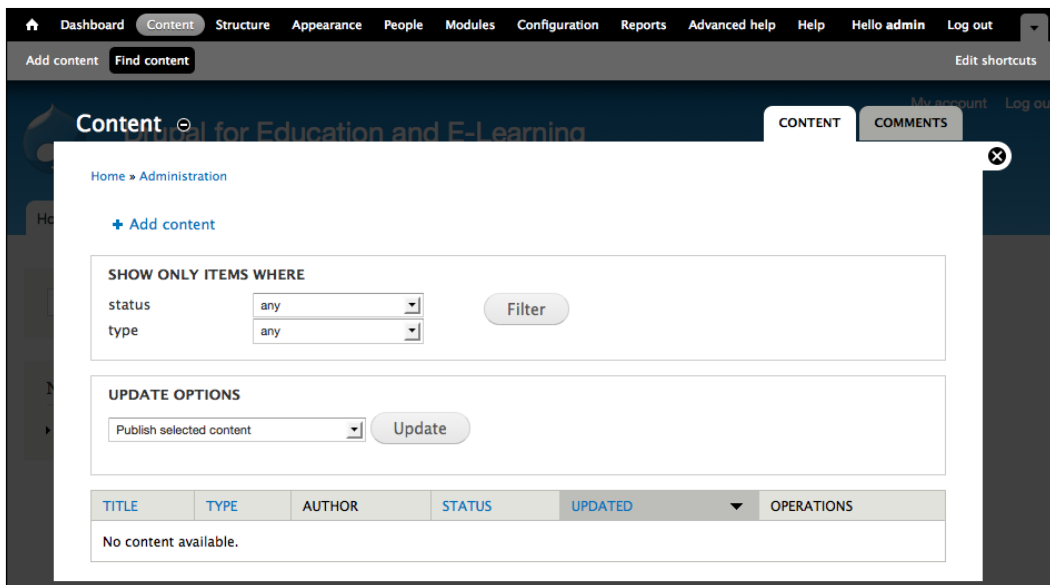 Dashboard Content Structure Appearance People Modules Configuration Reports Advanced help Help Hello admin Log out
Add content Find content Edit shortcuts
My account Log ou
Drupal for Education and E-Learning
Content CONTENT COMMENTS
Home » Administration
Ho
+ Add content
SHOW ONLY ITEMS WHERE
status any Filter
type any
UPDATE OPTIONS
N
Publish selected content Update
TITLE TYPE AUTHOR STATUS UPDATED OPERATIONS
No content available.